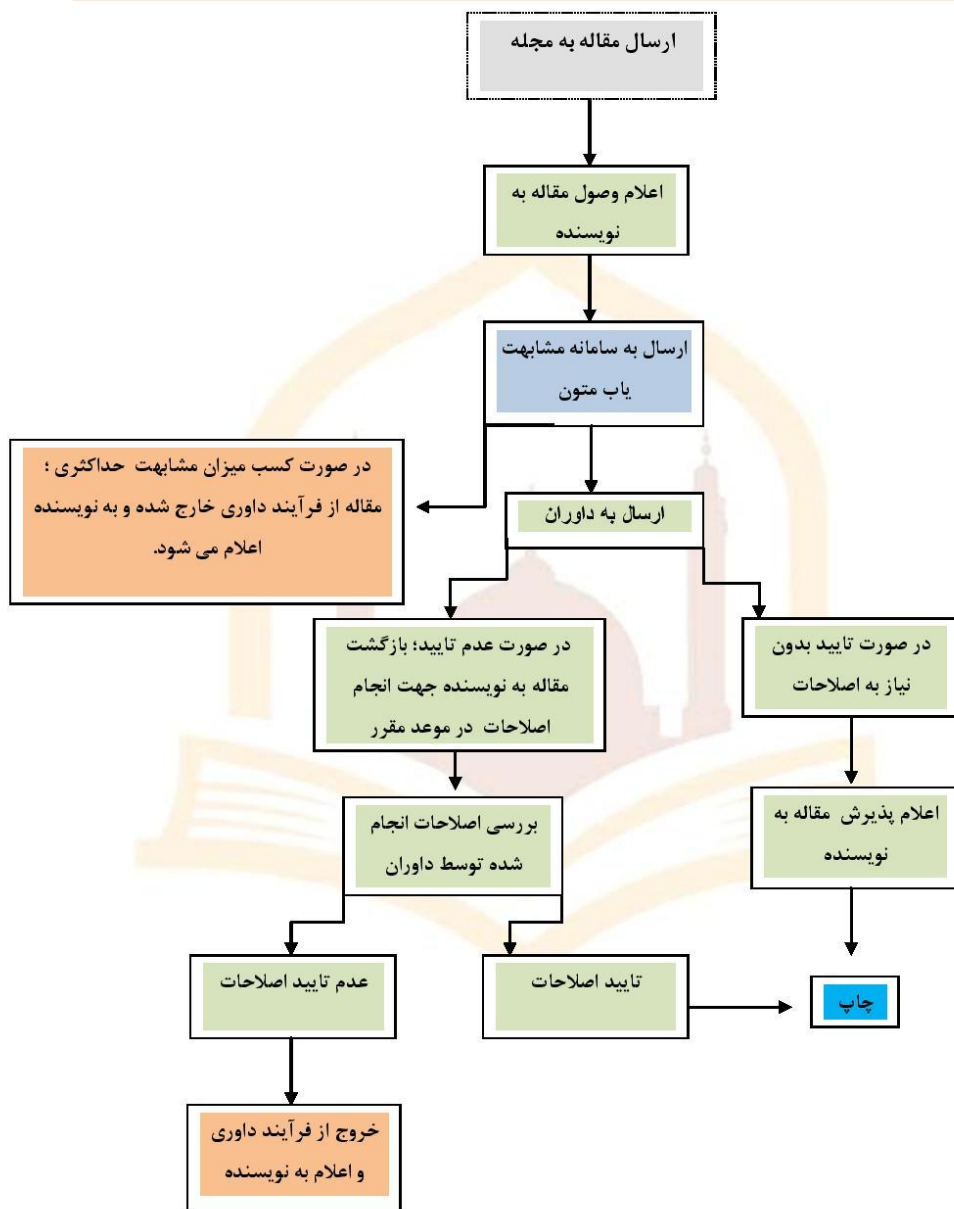 ارسال مقاله به مجله
اعلام وصول مقاله به
نویسنده
ارسال به سامانه مشابهت
یاب متون
در صورت کسب میزان مشابهت حداکثری ؛
مقاله از فرآیند داوری خارج شده و به نویسنده
اعلام می شود.
ارسال به داوران
در صورت تایید بدون
نیاز به اصلاحات
در صورت عدم تایید؛ بازگشت
مقاله به نویسنده جهت انجام
اصلاحات در موعد مقرر
اعلام پذیرش مقاله به
نویسنده
بررسی اصلاحات انجام
شده توسط داوران
چاپ
تایید اصلاحات
عدم تایید اصلاحات
خروج از فرآیند داوری
و اعلام به نویسنده